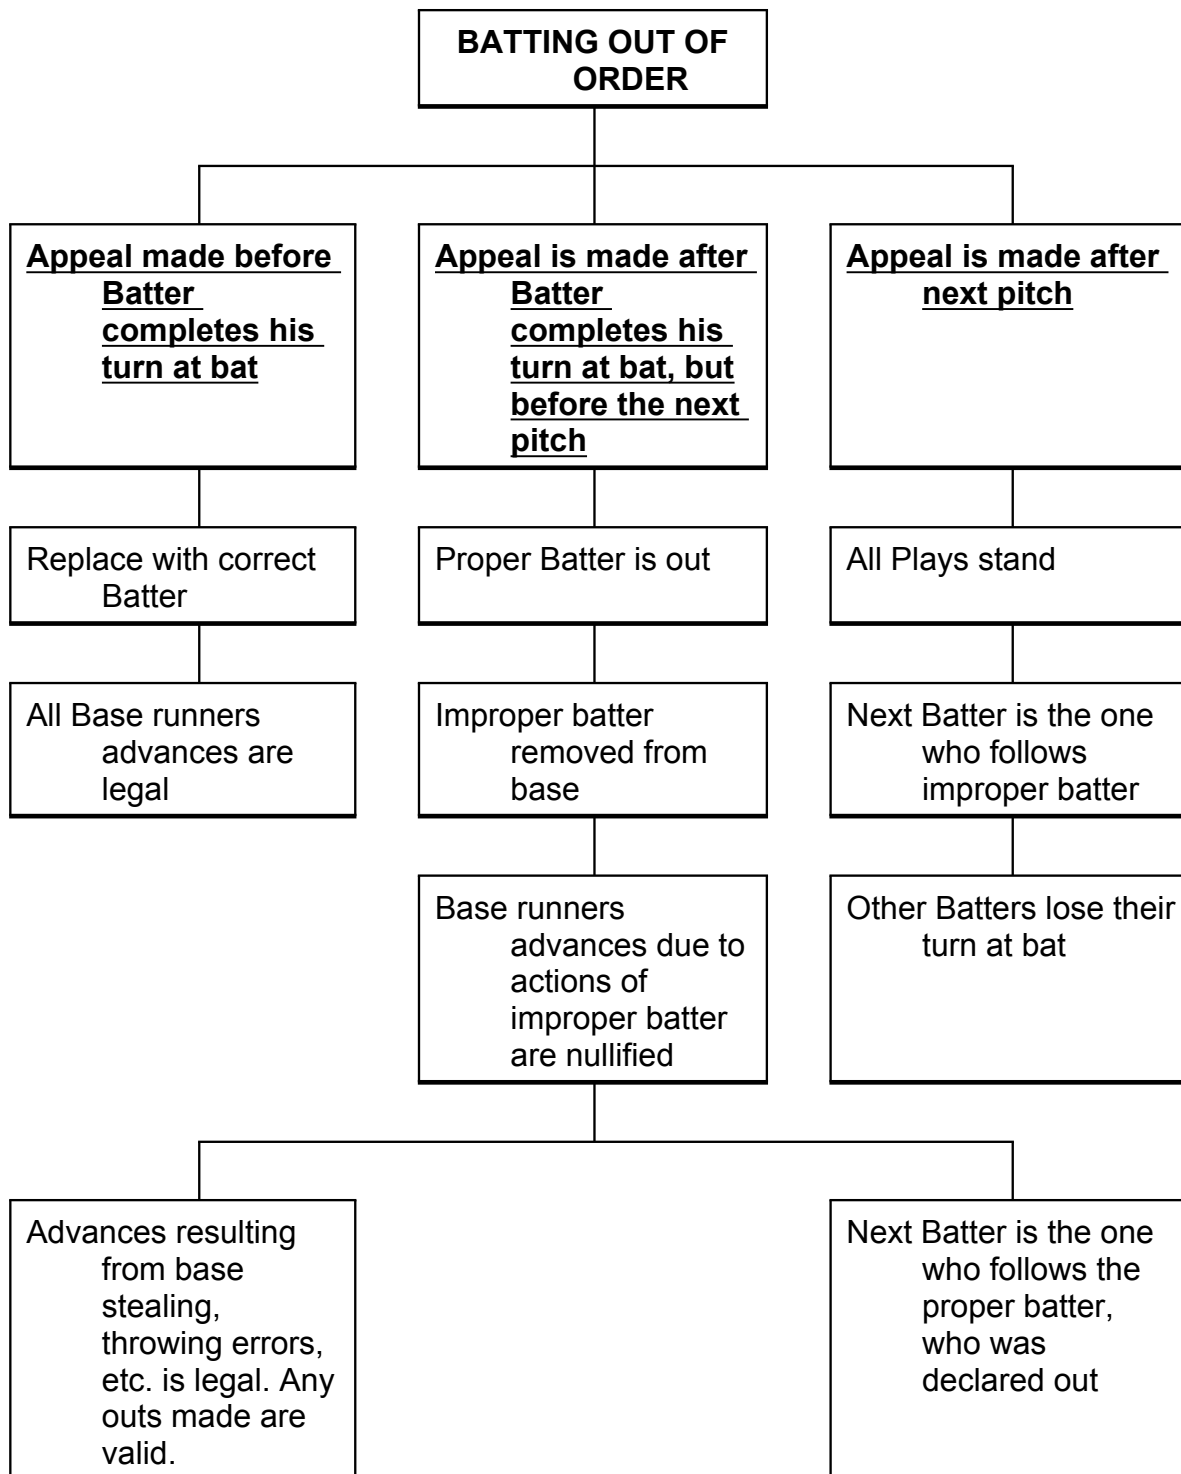 BATTING OUT OF
ORDER
Appeal made before
Batter
completes his
turn at bat
Appeal is made after
Batter
completes his
turn at bat, but
before the next
pitch
Appeal is made after
next pitch
Replace with correct
Batter
Proper Batter is out
All Plays stand
All Base runners
advances are
legal
Improper batter
removed from
base
Next Batter is the one
who follows
improper batter
Base runners
advances due to
actions of
improper batter
are nullified
Other Batters lose their
turn at bat
Advances resulting
from base
stealing,
throwing errors,
etc. is legal. Any
outs made are
valid.
Next Batter is the one
who follows the
proper batter,
who was
declared out